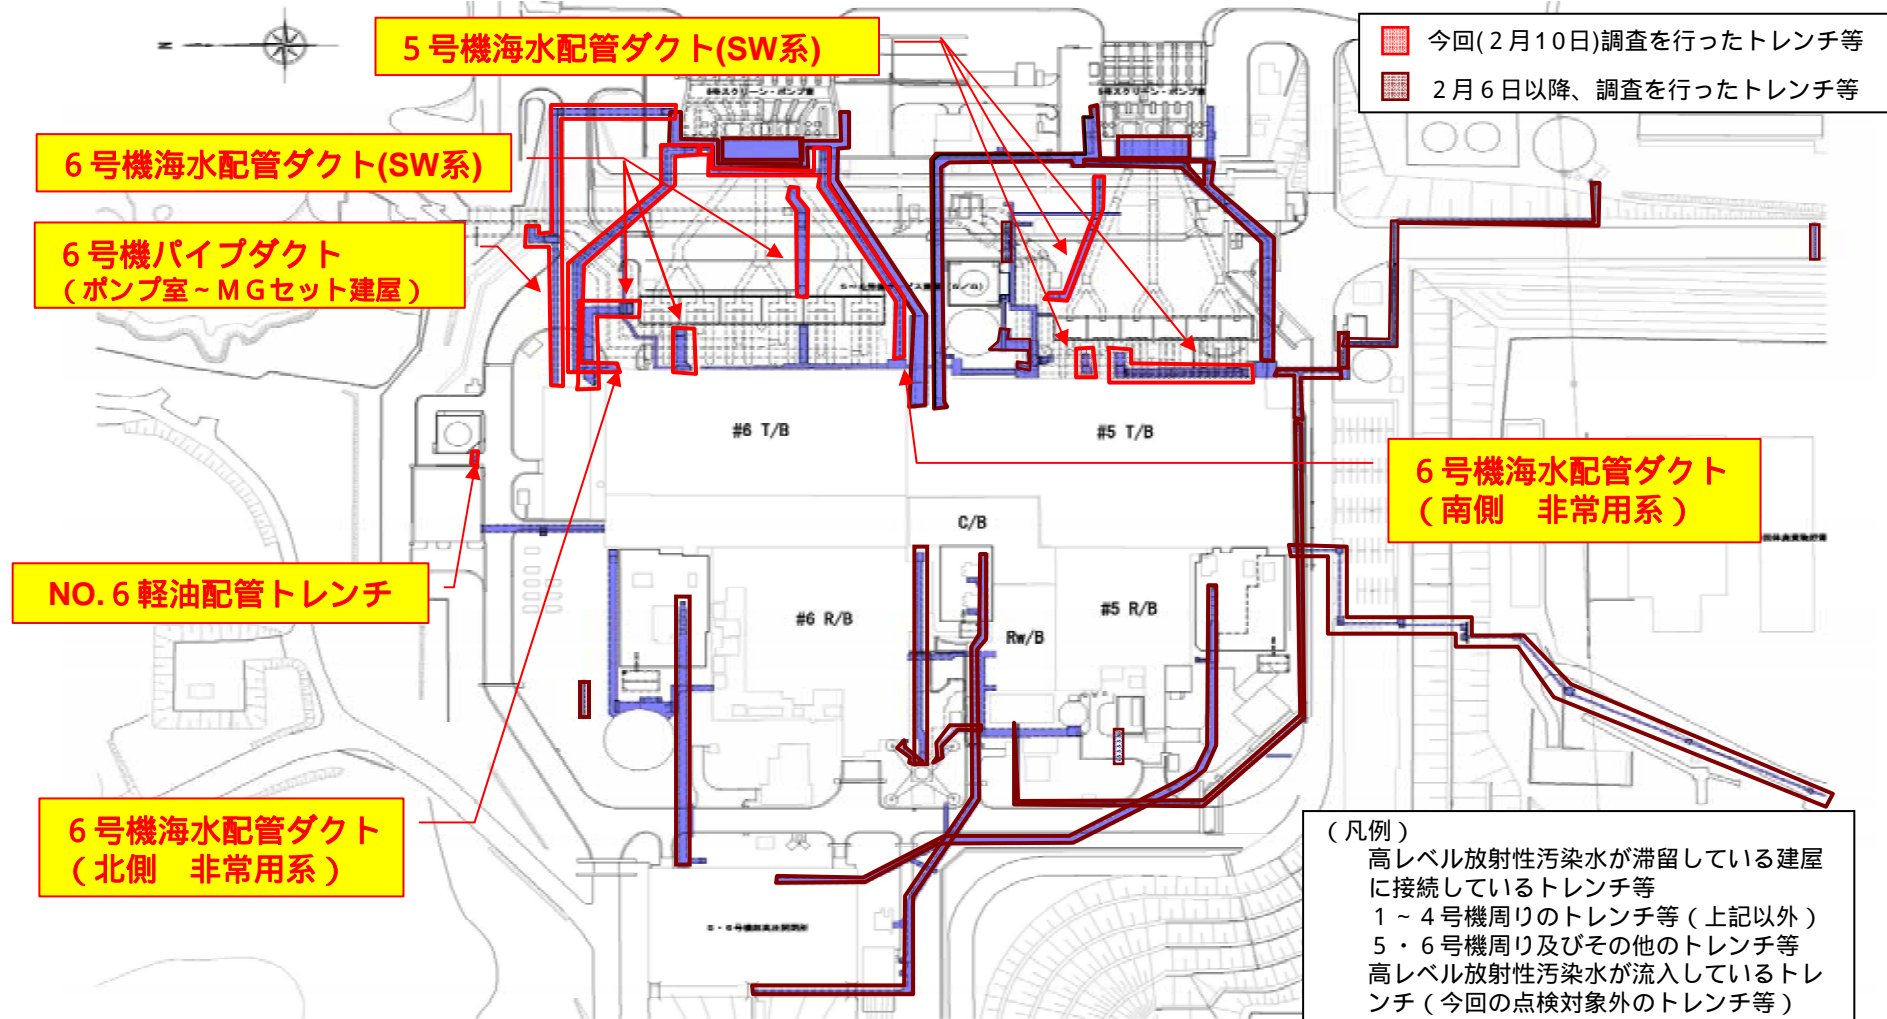 N
5号機海水配管ダクト(SW系)
今回(2月10日)調査を行ったトレンチ等
2月6日以降、調査を行ったトレンチ等
6号機海水配管ダクト(SW系)
6号機パイプダクト
(ポンプ室~MGセット建屋)
#6 T/B
#5 T/B
6号機海水配管ダクト
(南側 非常用系)
C/B
NO.6軽油配管トレンチ
#6 R/B
Rw/B
#5 R/B
6号機海水配管ダクト
(北側 非常用系)
(凡例)
高レベル放射性汚染水が滞留している建屋
に接続しているトレンチ等
1~4号機周りのトレンチ等(上記以外)
5・6号機周り及びその他のトレンチ等
高レベル放射性汚染水が流入しているトレ
ンチ(今回の点検対象外のトレンチ等)